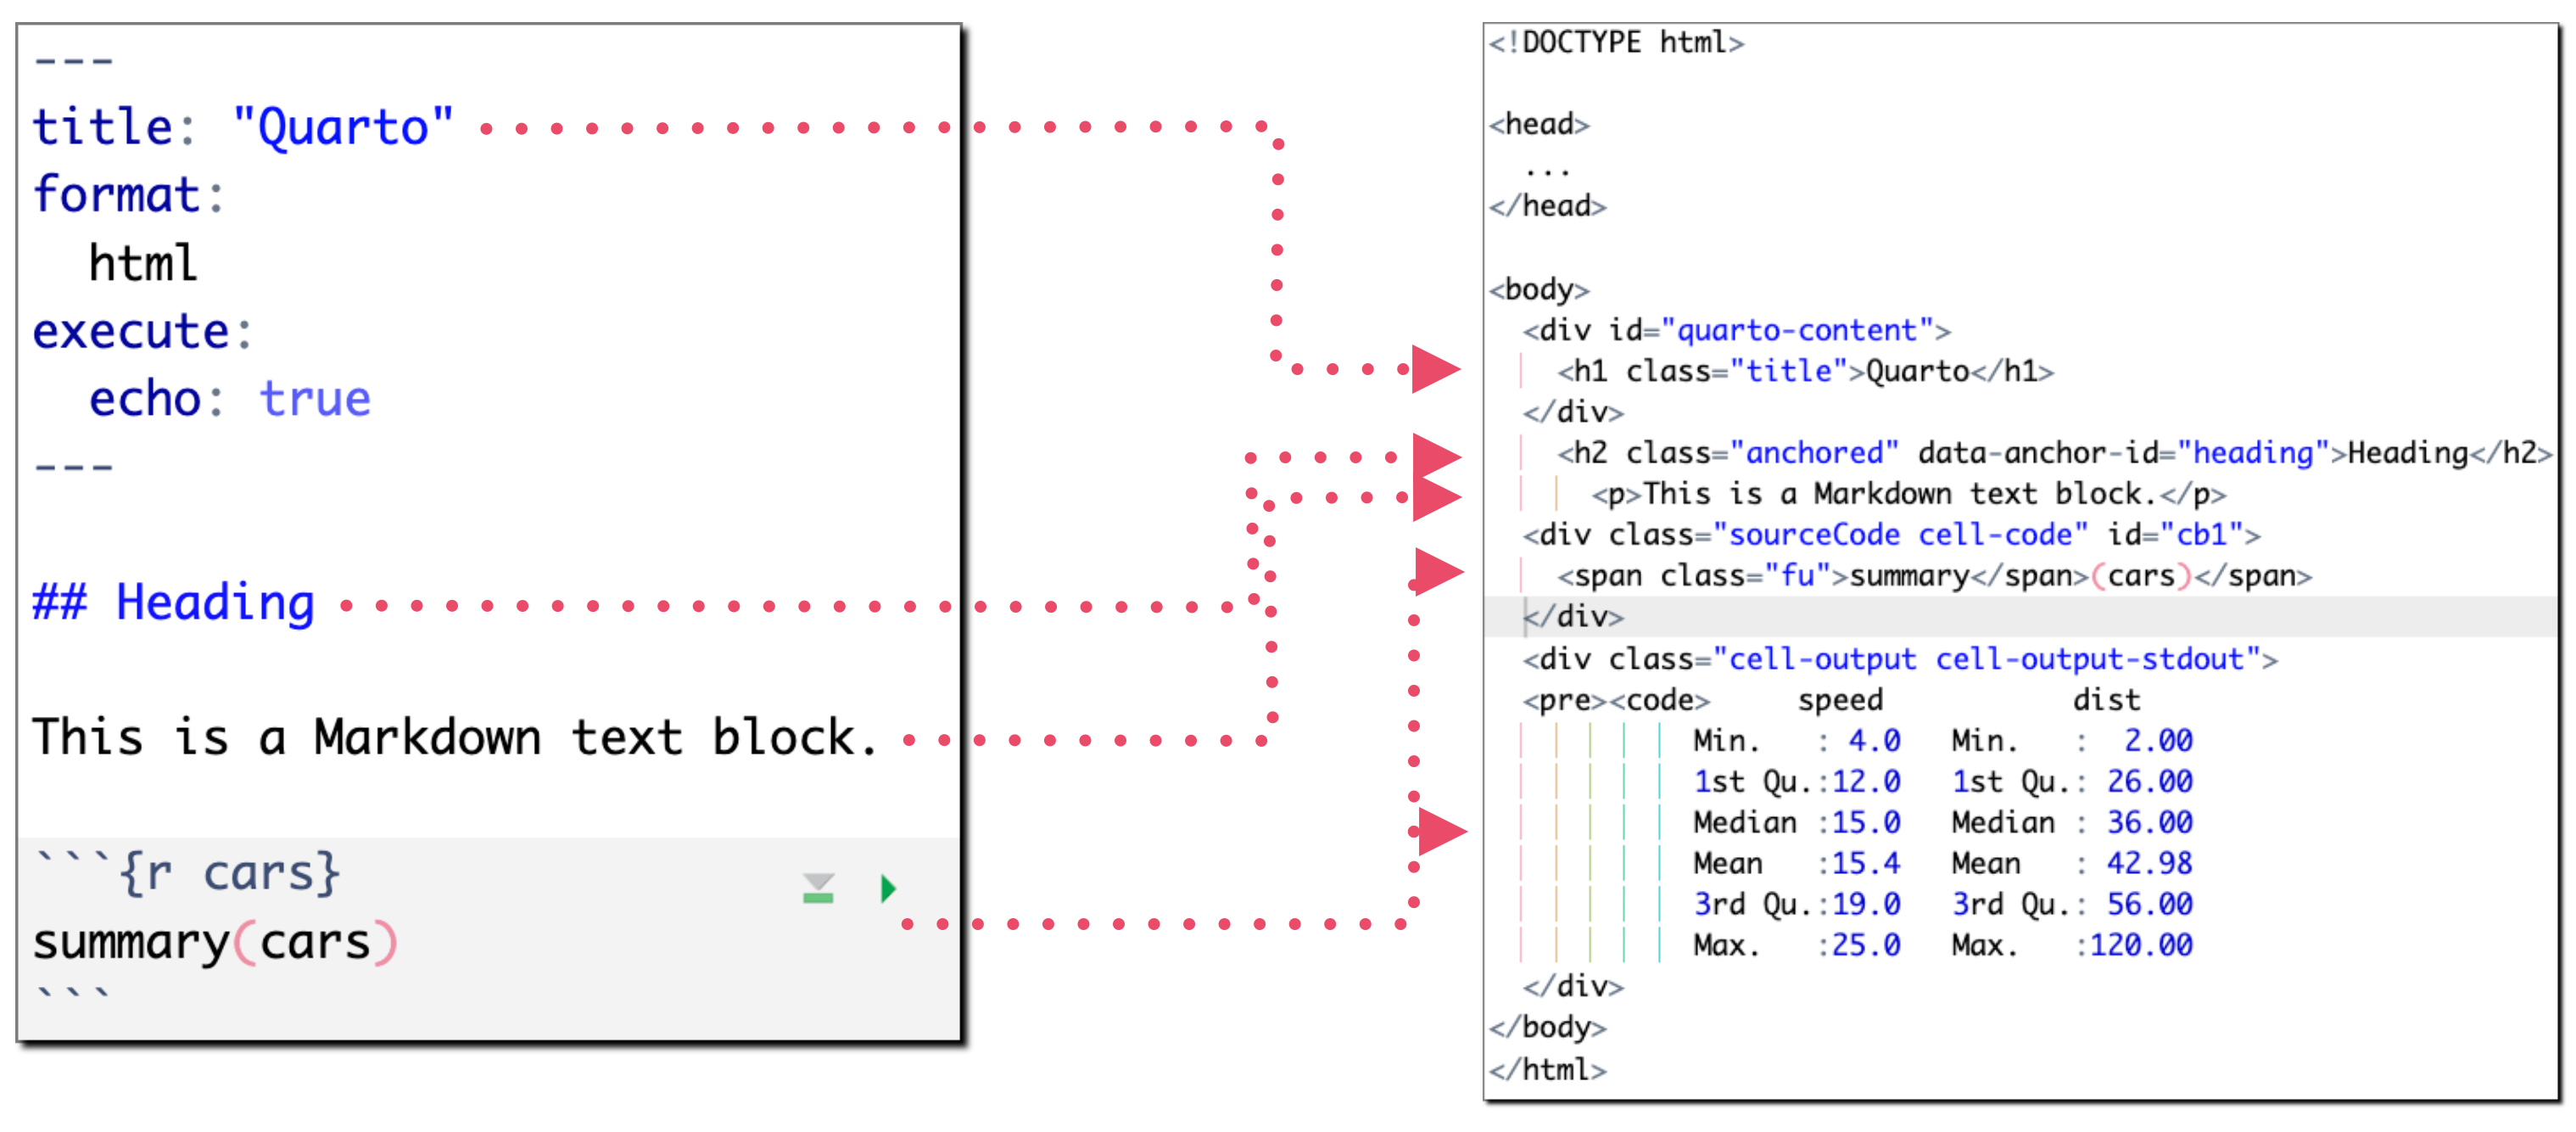 ---
title: "Quarto"
format:
  html
execute:
  echo: true
---
## Heading
This is a Markdown text block.
```{r cars}
summary(cars)
```
<!DOCTYPE html>
<head>
  ...
</head>
<body>
  <div id="quarto-content">
    <h1 class="title">Quarto</h1>
  </div>
    <h2 class="anchored" data-anchor-id="heading">Heading</h2>
      <p>This is a Markdown text block.</p>
  <div class="sourceCode cell-code" id="cb1">
    <span class="fu">summary</span>(cars)</span>
  </div>
  <div class="cell-output cell-output-stdout">
  <pre><code>     speed           dist
            Min.   : 4.0   Min.   :  2.00
            1st Qu.:12.0   1st Qu.: 26.00
            Median :15.0   Median : 36.00
            Mean   :15.4   Mean   : 42.98
            3rd Qu.:19.0   3rd Qu.: 56.00
            Max.   :25.0   Max.   :120.00
  </div>
</body>
</html>